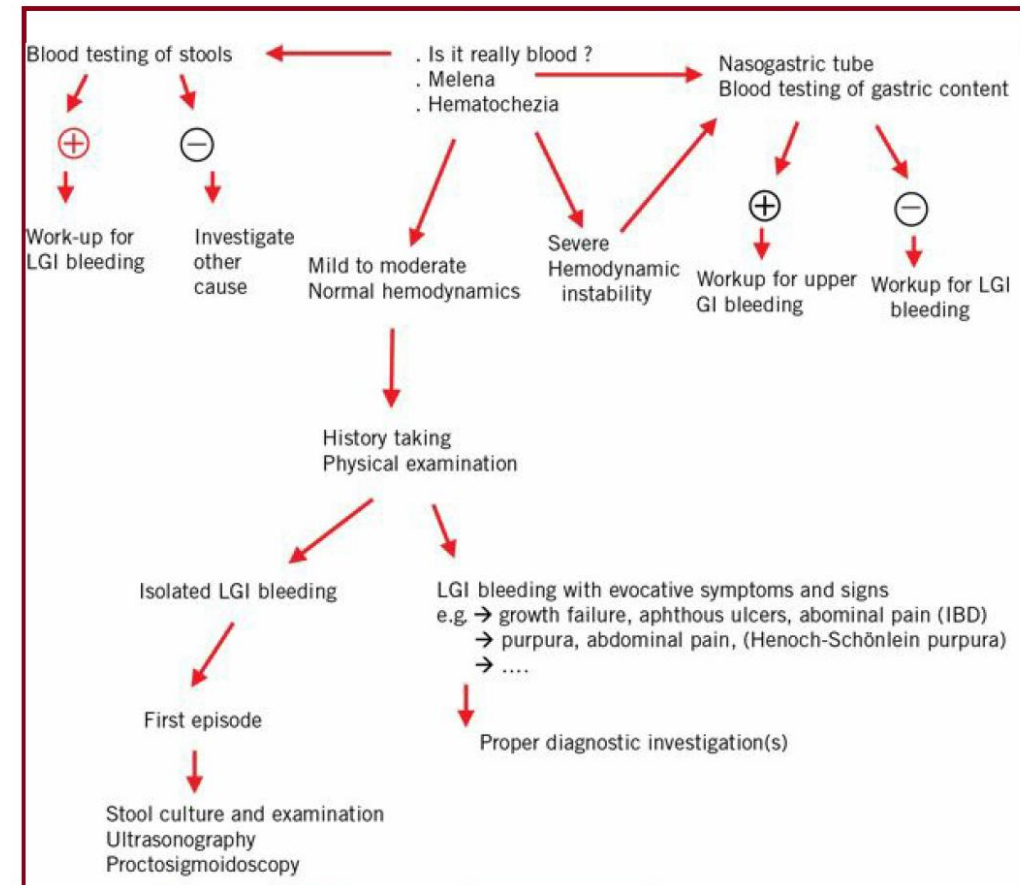 Blood testing of stools
. Is it really blood ?
. Melena
. Hematochezia
Nasogastric tube
Blood testing of gastric content
+
−
+
−
Work-up for
LGI bleeding
Investigate
other
cause
Mild to moderate
Normal hemodynamics
Severe
Hemodynamic
instability
Workup for upper
GI bleeding
Workup for LGI
bleeding
History taking
Physical examination
Isolated LGI bleeding
LGI bleeding with evocative symptoms and signs
e.g. → growth failure, aphthous ulcers, abominal pain (IBD)
→ purpura, abdominal pain, (Henoch-Schönlein purpura)
→ ....
First episode
Proper diagnostic investigation(s)
Stool culture and examination
Ultrasonography
Proctosigmoidoscopy